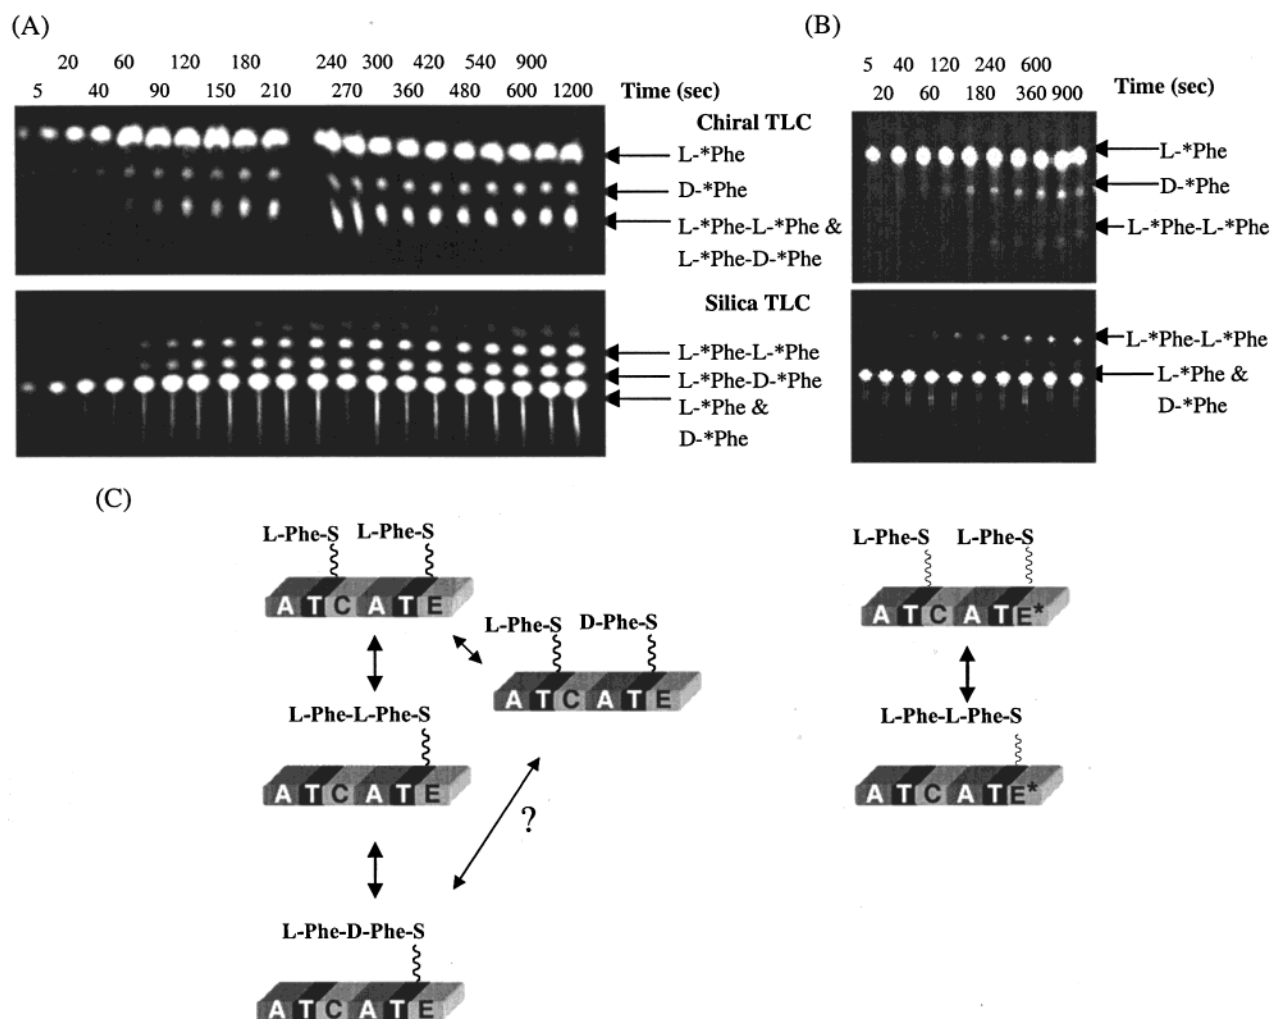 (A)
20 60 120 180 240 300 420 540 900
5 40 90 150 210 270 360 480 600 1200 Time (sec)
Chiral TLC
L-*Phe
D-*Phe
L-*Phe-L-*Phe &
L-*Phe-D-*Phe
Silica TLC
L-*Phe-L-*Phe
L-*Phe-D-*Phe
L-*Phe &
D-*Phe
(B)
5 40 120 240 600
20 60 180 360 900 Time (sec)
L-*Phe
D-*Phe
L-*Phe-L-*Phe
L-*Phe-L-*Phe
L-*Phe &
D-*Phe
(C)
L-Phe-S L-Phe-S
A T C A T E
L-Phe-S D-Phe-S
A T C A T E
L-Phe-L-Phe-S
A T C A T E
?
L-Phe-D-Phe-S
A T C A T E
L-Phe-S L-Phe-S
A T C A T E*
L-Phe-L-Phe-S
A T C A T E*